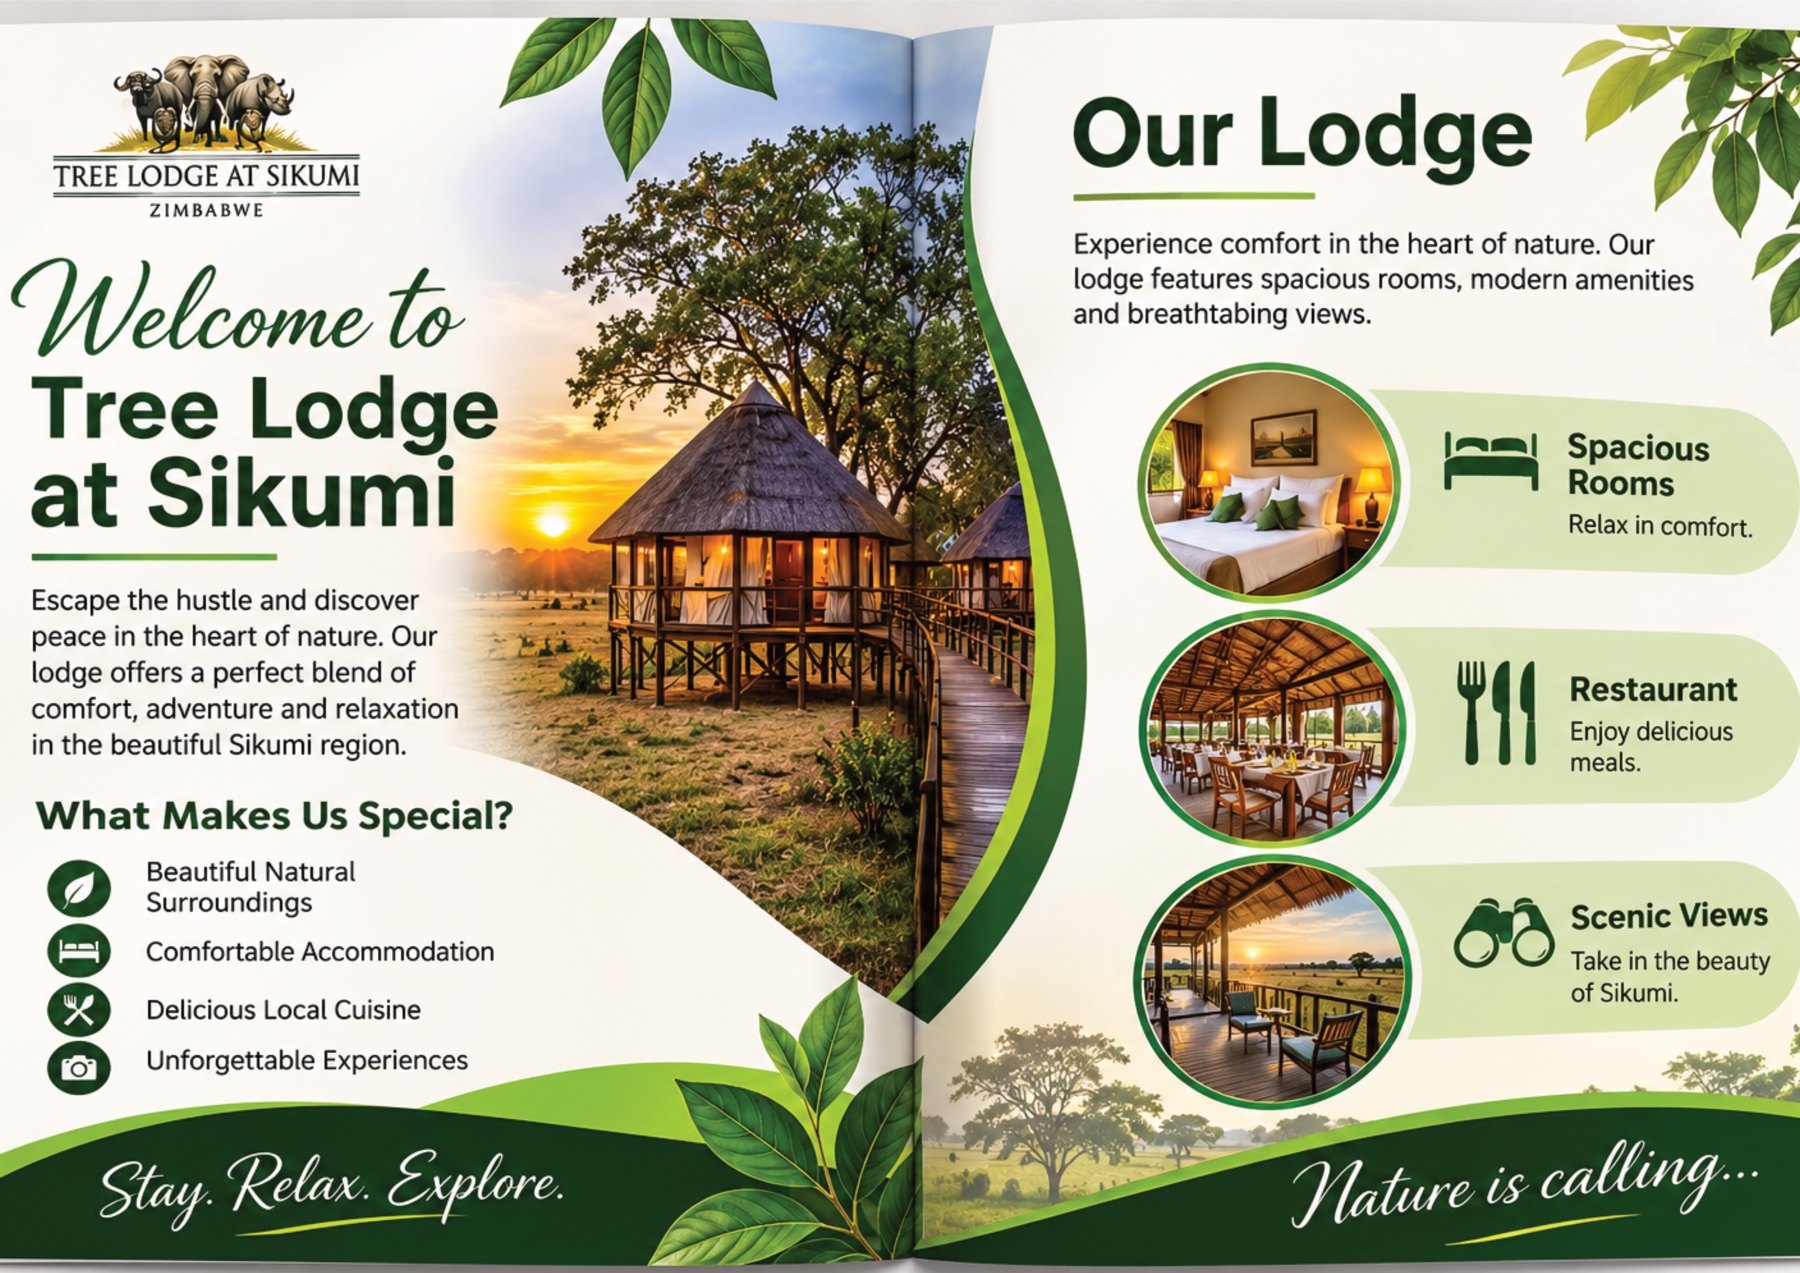 TREE LODGE AT SIKUMI
ZIMBABWE
Welcome to
Tree Lodge
at Sikumi
Escape the hustle and discover
peace in the heart of nature. Our
lodge offers a perfect blend of
comfort, adventure and relaxation
in the beautiful Sikumi region.
What Makes Us Special?
Beautiful Natural
Surroundings
Comfortable Accommodation
Delicious Local Cuisine
Unforgettable Experiences
Stay. Relax. Explore.
Our Lodge
Experience comfort in the heart of nature. Our
lodge features spacious rooms, modern amenities
and breathtabing views.
Spacious
Rooms
Relax in comfort.
Restaurant
Enjoy delicious
meals.
Scenic Views
Take in the beauty
of Sikumi.
Nature is calling...